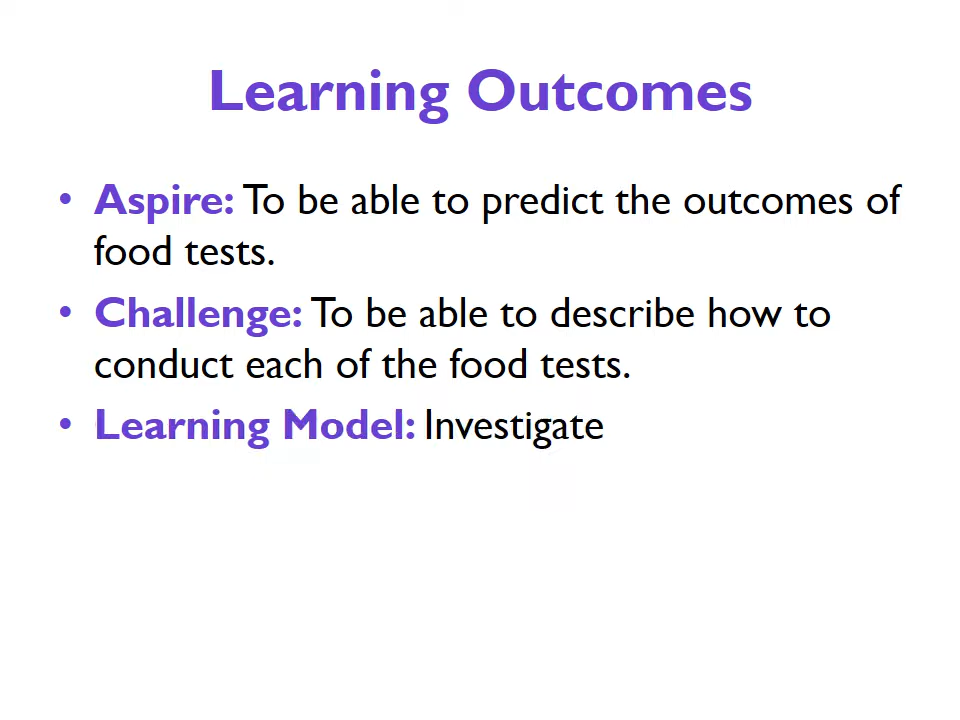 Learning Outcomes
• Aspire: To be able to predict the outcomes of
food tests.
• Challenge: To be able to describe how to
conduct each of the food tests.
• Learning Model: Investigate